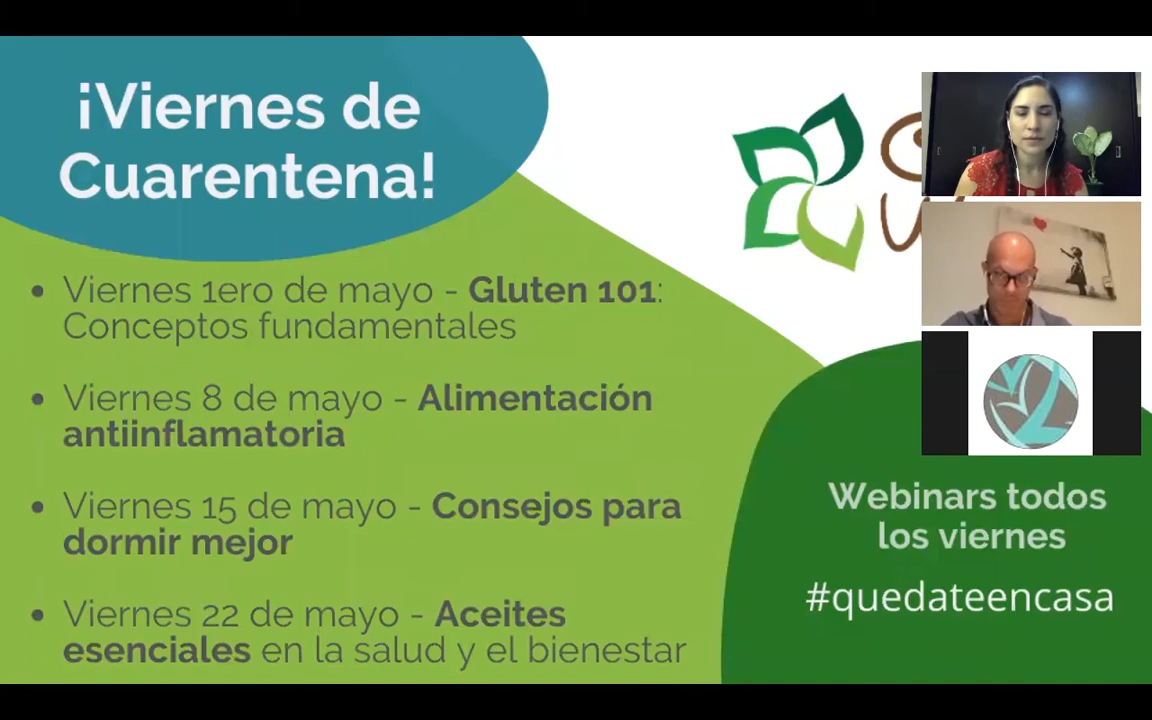 ¡Viernes de
Cuarentena!
• Viernes 1ero de mayo - Gluten 101:
Conceptos fundamentales
• Viernes 8 de mayo - Alimentación
antiinflamatoria
• Viernes 15 de mayo - Consejos para
dormir mejor
• Viernes 22 de mayo - Aceites
esenciales en la salud y el bienestar
Webinars todos
los viernes
#quedateencasa